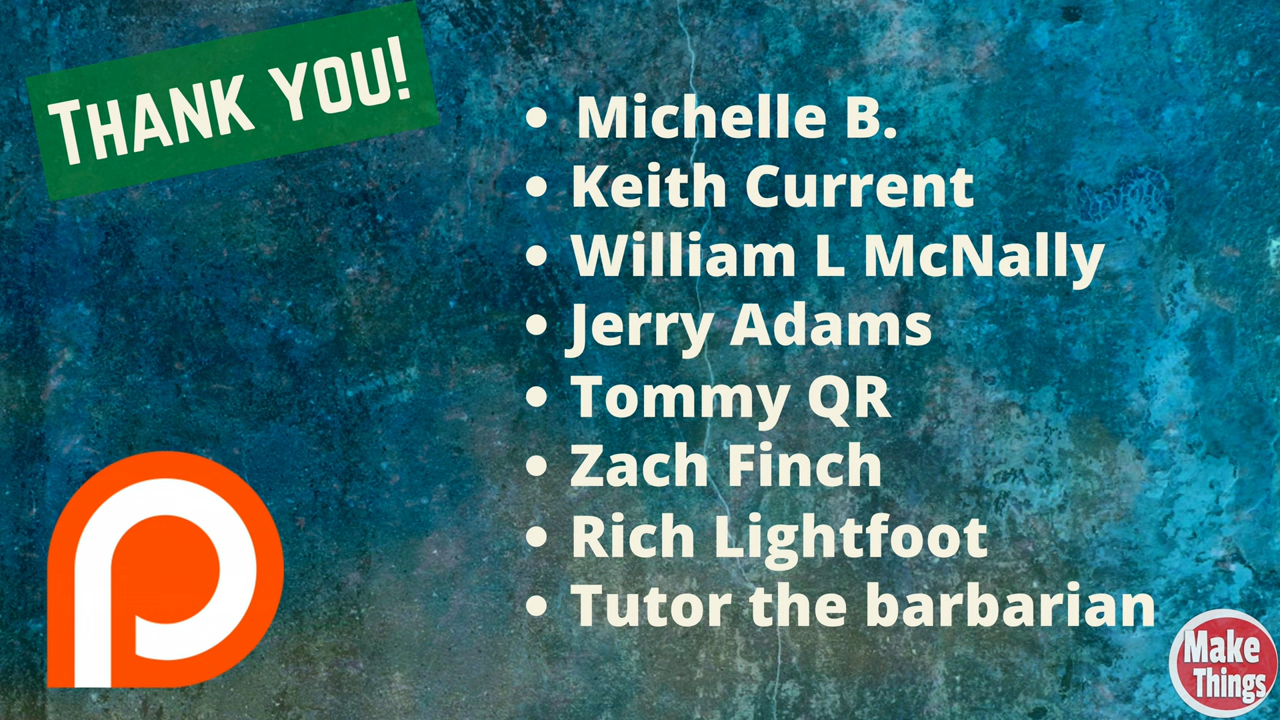 THANK YOU!
• Michelle B.
• Keith Current
• William L McNally
• Jerry Adams
• Tommy QR
• Zach Finch
• Rich Lightfoot
• Tutor the barbarian
Make
Things